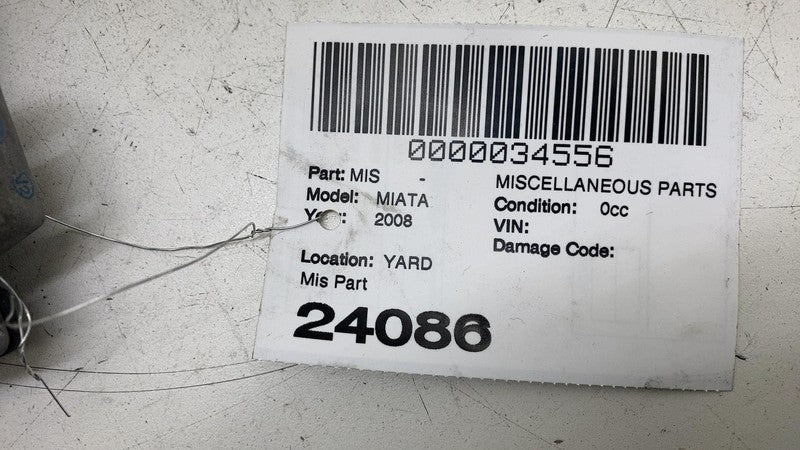 0000034556
Part: MIS - MISCELLANEOUS PARTS
Model: MIATA Condition: 0cc
Year: 2008 VIN:
Damage Code:
Location: YARD
Mis Part
24086